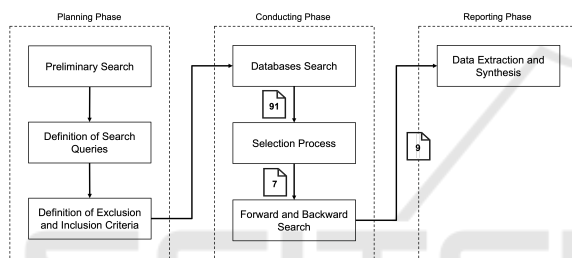 Planning Phase
Conducting Phase
Reporting Phase
Preliminary Search
Definition of Search
Queries
Definition of Exclusion
and Inclusion Criteria
Databases Search
91
Selection Process
7
Forward and Backward
Search
9
Data Extraction and
Synthesis